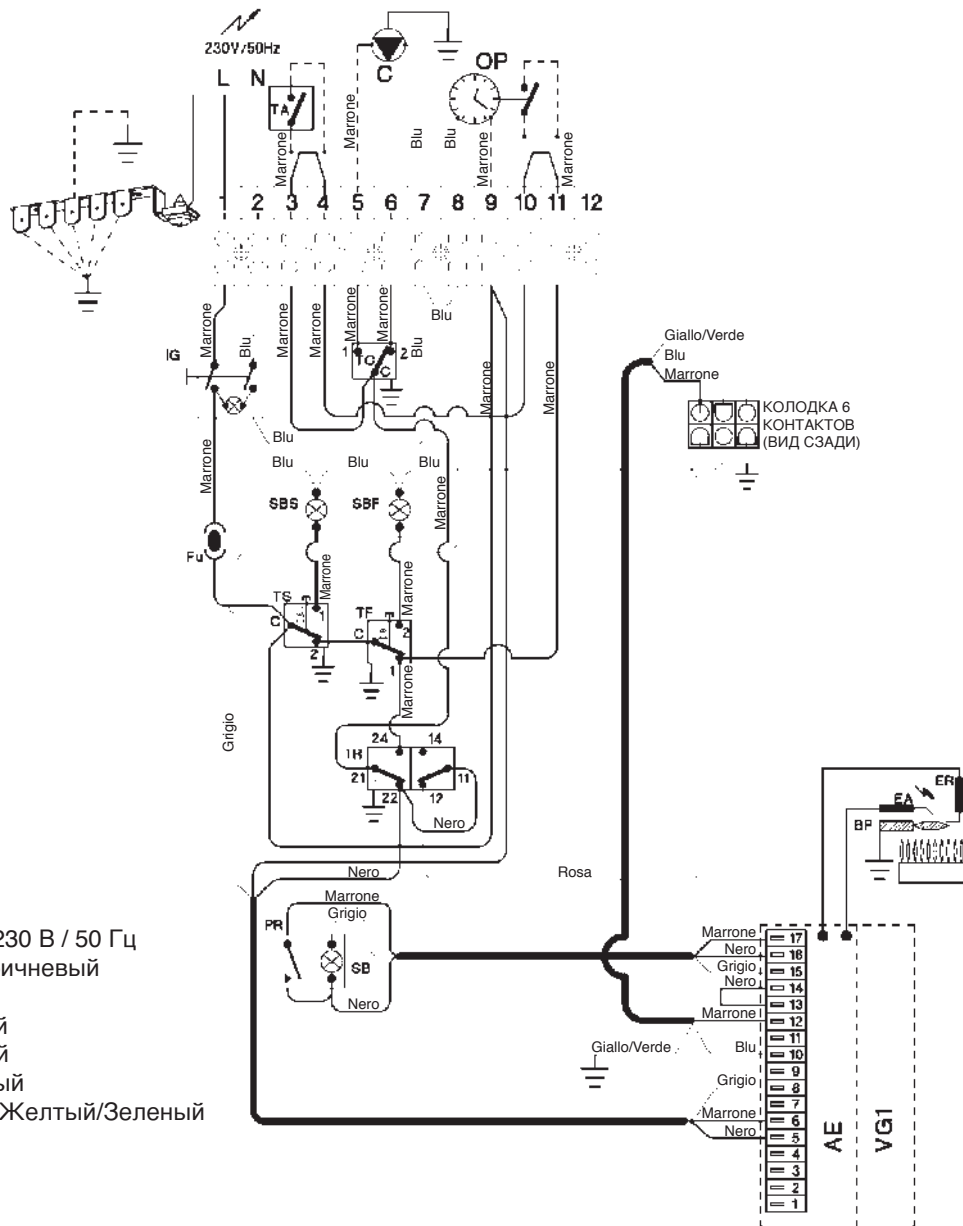 230V/50Hz
L N
TA
C
OP
Marrone
Marrone
Blu
Blu
Marrone
Marrone
1 2 3 4 5 6 7 8 9 10 11 12
Marrone
Blu
Marrone
Marrone
Marrone
Marrone
Blu
Blu
Marrone
Marrone
IG
1 TC 2
C
Giallo/Verde
Blu
Marrone
КОЛОДКА 6
КОНТАКТОВ
(ВИД СЗАДИ)
Blu
Blu
Blu
Blu
Marrone
Marrone
SBS
SBF
Fu
Marrone
Marrone
TS
1
C
2
TF
2
C
1
Marrone
Grigio
24 14
TR
21 11
22 12
Nero
Nero
Rosa
Marrone
Grigio
PR
SB
Nero
EA
ER
BP
Marrone 17
Nero 16
Grigio 15
Nero 14
13
Marrone 12
11
Giallo/Verde
Blu 10
9
Grigio 8
7
Marrone 6
Nero 5
4
3
2
1
AE
VG1
230 В / 50 Гц
Желтый/Зеленый